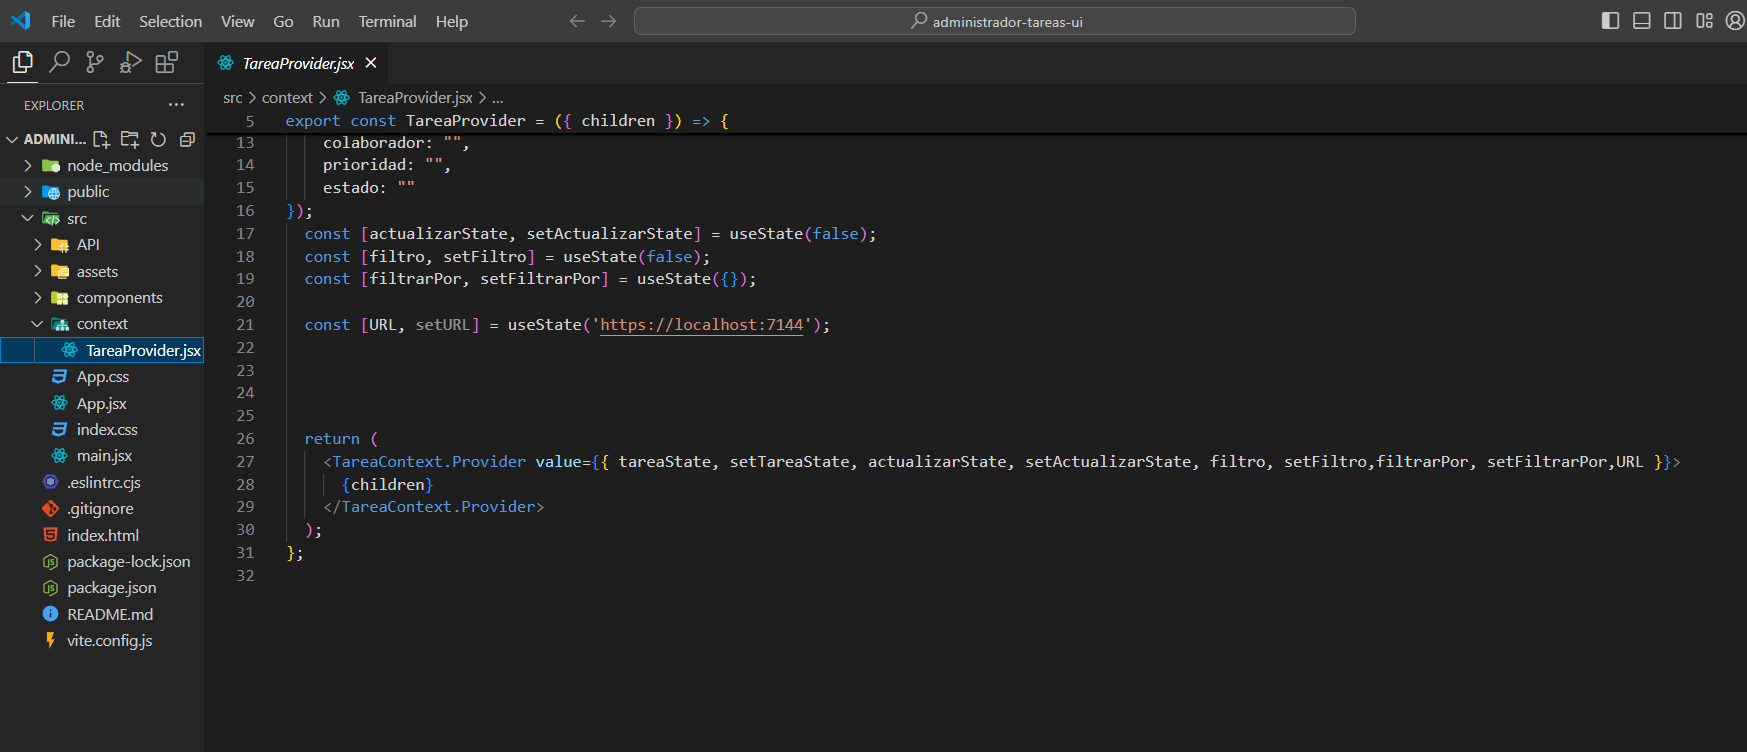 File Edit Selection View Go Run Terminal Help
administrador-tareas-ui
EXPLORER
ADMINI...
node_modules
public
src
API
assets
components
context
TareaProvider.jsx
App.css
App.jsx
index.css
main.jsx
.eslintrc.cjs
.gitignore
index.html
package-lock.json
package.json
README.md
vite.config.js
TareaProvider.jsx
src > context > TareaProvider.jsx > ...
5 export const TareaProvider = ({ children }) => {
13 colaborador: "",
14 prioridad: "",
15 estado: ""
16 });
17 const [actualizarState, setActualizarState] = useState(false);
18 const [filtro, setFiltro] = useState(false);
19 const [filtrarPor, setFiltrarPor] = useState({});
20
21 const [URL, setURL] = useState('https://localhost:7144');
22
23
24
25
26 return (
27 <TareaContext.Provider value={{ tareaState, setTareaState, actualizarState, setActualizarState, filtro, setFiltro,filtrarPor, setFiltrarPor,URL }}>
28 {children}
29 </TareaContext.Provider>
30 );
31 };
32